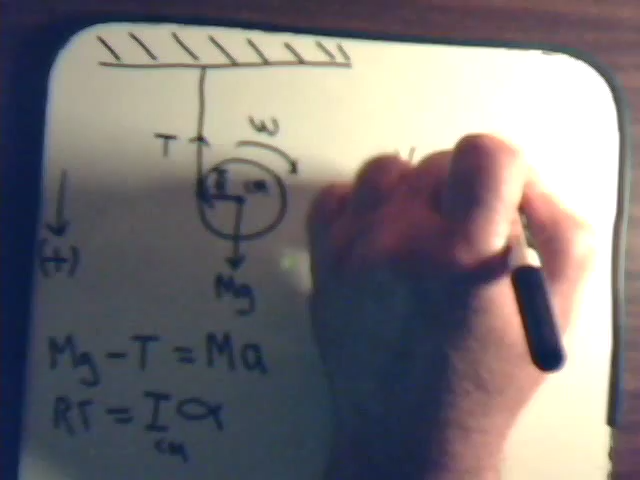 ω
T
R
cm
(+)
Mg
Mg - T = Ma
RT = I α
cm